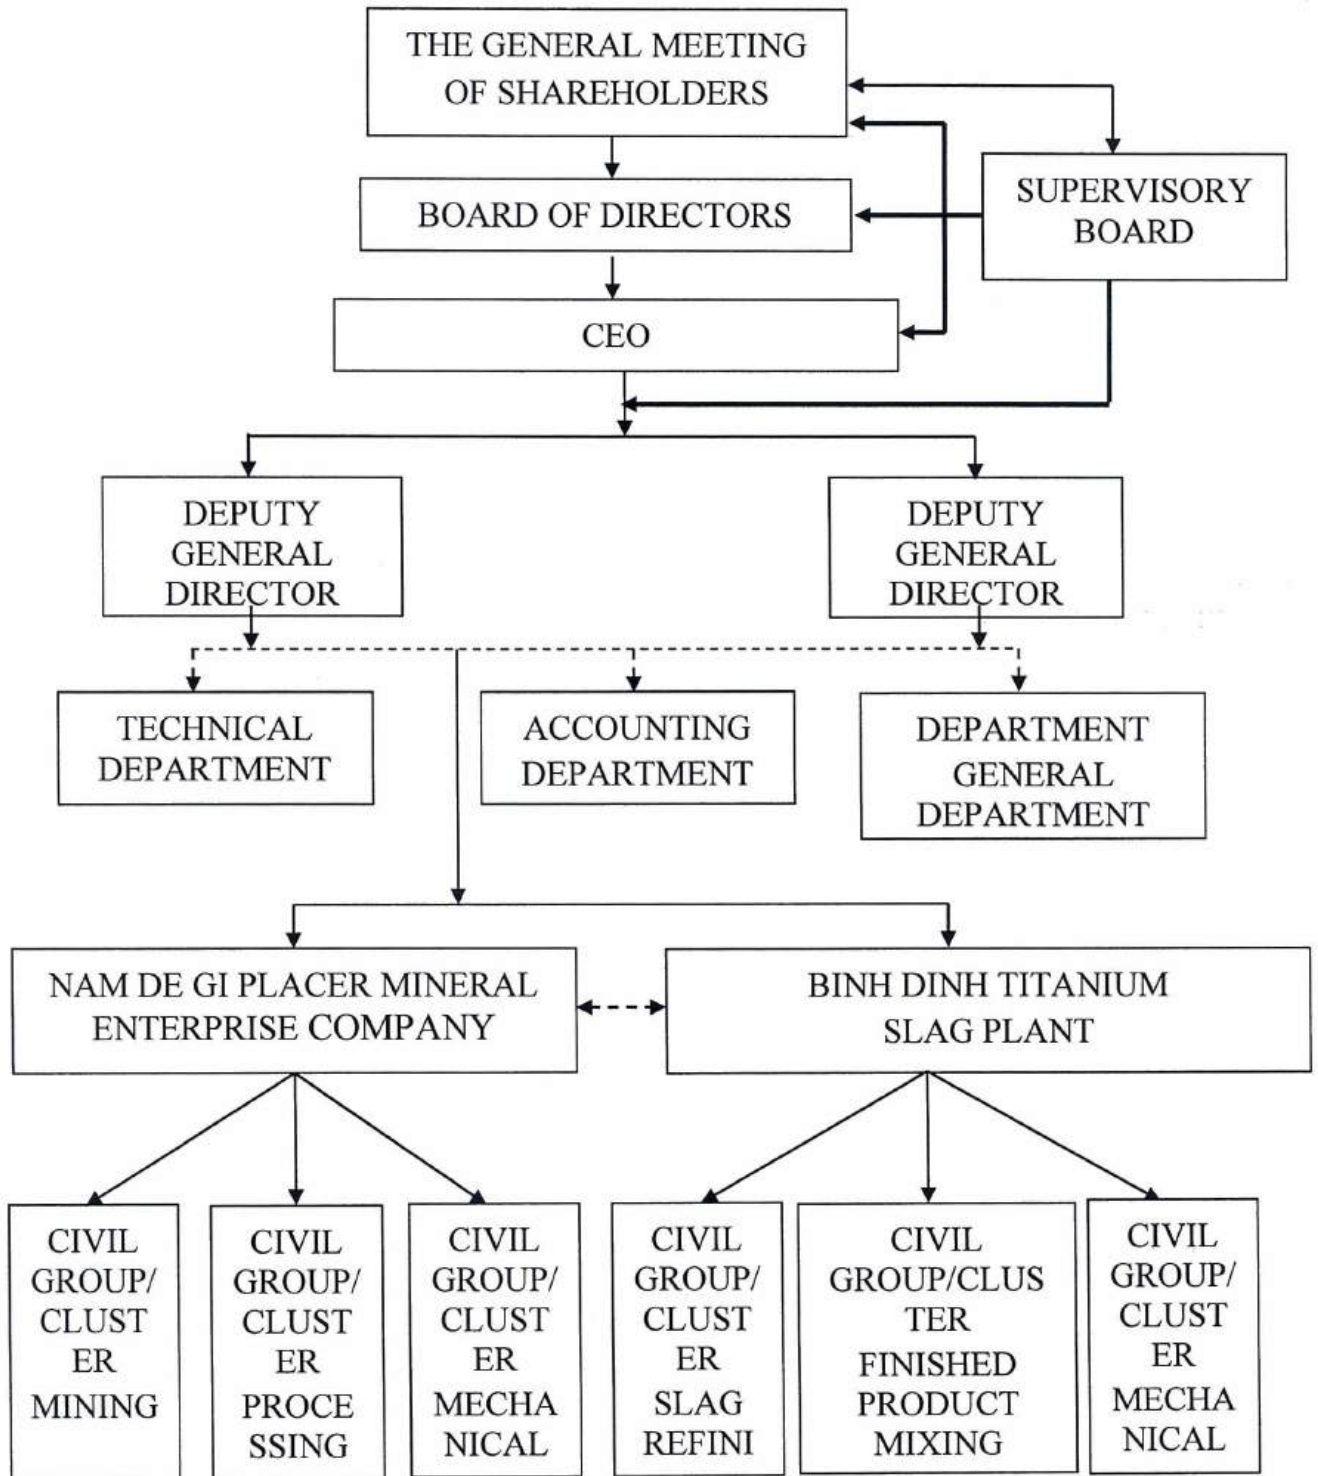 THE GENERAL MEETING
OF SHAREHOLDERS
SUPERVISORY
BOARD
BOARD OF DIRECTORS
CEO
DEPUTY
GENERAL
DIRECTOR
DEPUTY
GENERAL
DIRECTOR
TECHNICAL
DEPARTMENT
ACCOUNTING
DEPARTMENT
DEPARTMENT
GENERAL
DEPARTMENT
NAM DE GI PLACER MINERAL
ENTERPRISE COMPANY
BINH DINH TITANIUM
SLAG PLANT
CIVIL
GROUP/
CLUST
ER
MINING
CIVIL
GROUP/
CLUST
ER
PROCE
SSING
CIVIL
GROUP/
CLUST
ER
MECHA
NICAL
CIVIL
GROUP/
CLUST
ER
SLAG
REFINI
CIVIL
GROUP/CLUS
TER
FINISHED
PRODUCT
MIXING
CIVIL
GROUP/
CLUST
ER
MECHA
NICAL